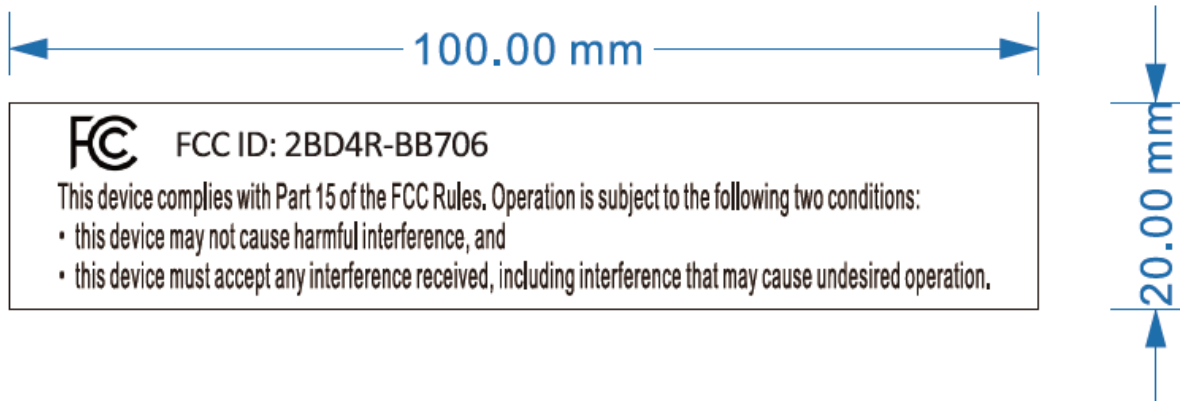 100.00 mm
FCC ID: 2BD4R-BB706
This device complies with Part 15 of the FCC Rules. Operation is subject to the following two conditions:
• this device may not cause harmful interference, and
• this device must accept any interference received, including interference that may cause undesired operation.
20.00 mm